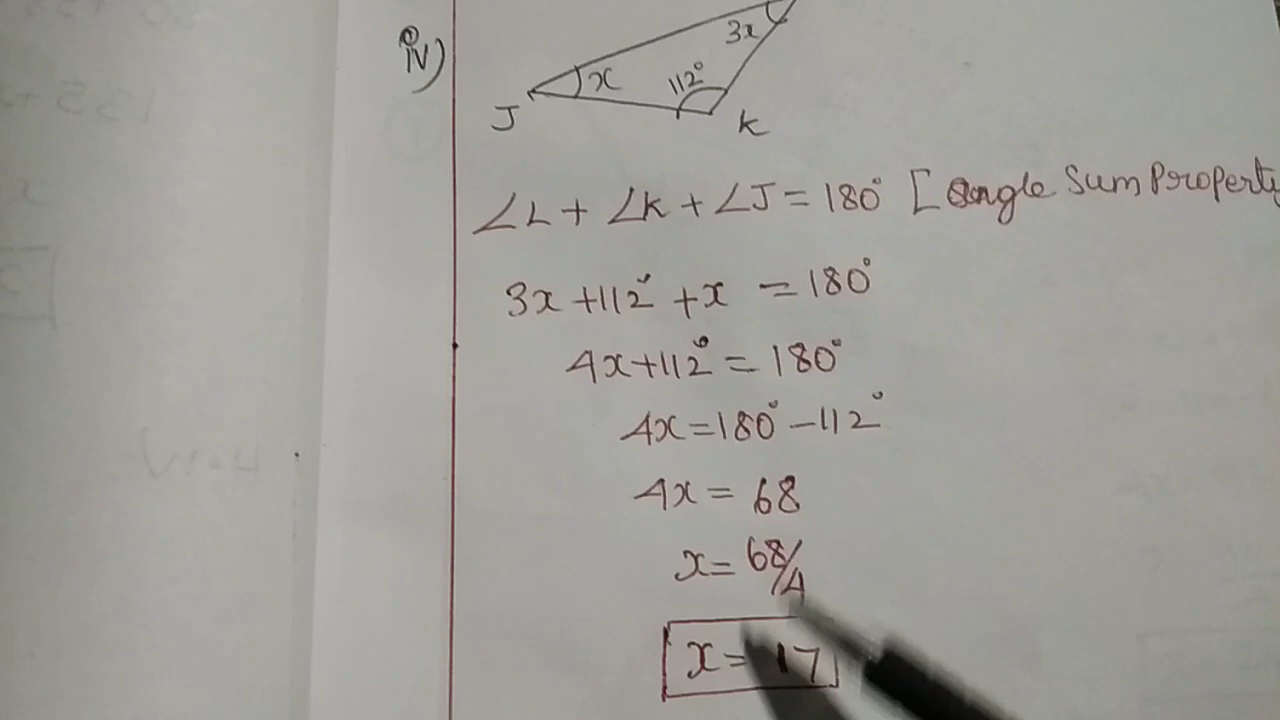 iv)
3x
x
112°
J
K
∠L + ∠K + ∠J = 180° [Angle Sum Property
3x + 112° + x = 180°
4x + 112° = 180°
4x = 180° - 112°
4x = 68
x = 68/4
x = 17